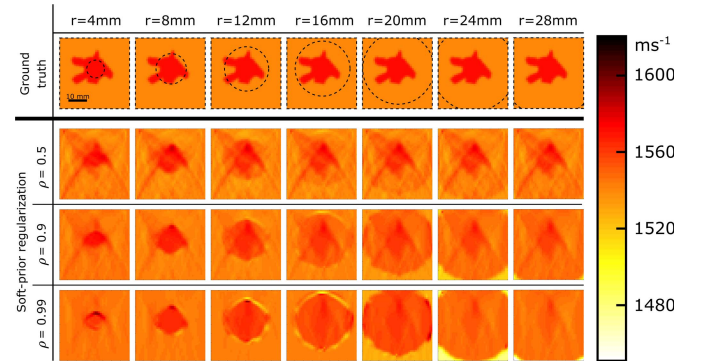 r=4mm r=8mm r=12mm r=16mm r=20mm r=24mm r=28mm
Ground
truth
10 mm
Soft-prior regularization
ρ = 0.5
ρ = 0.9
ρ = 0.99
ms⁻¹
1600
1560
1520
1480